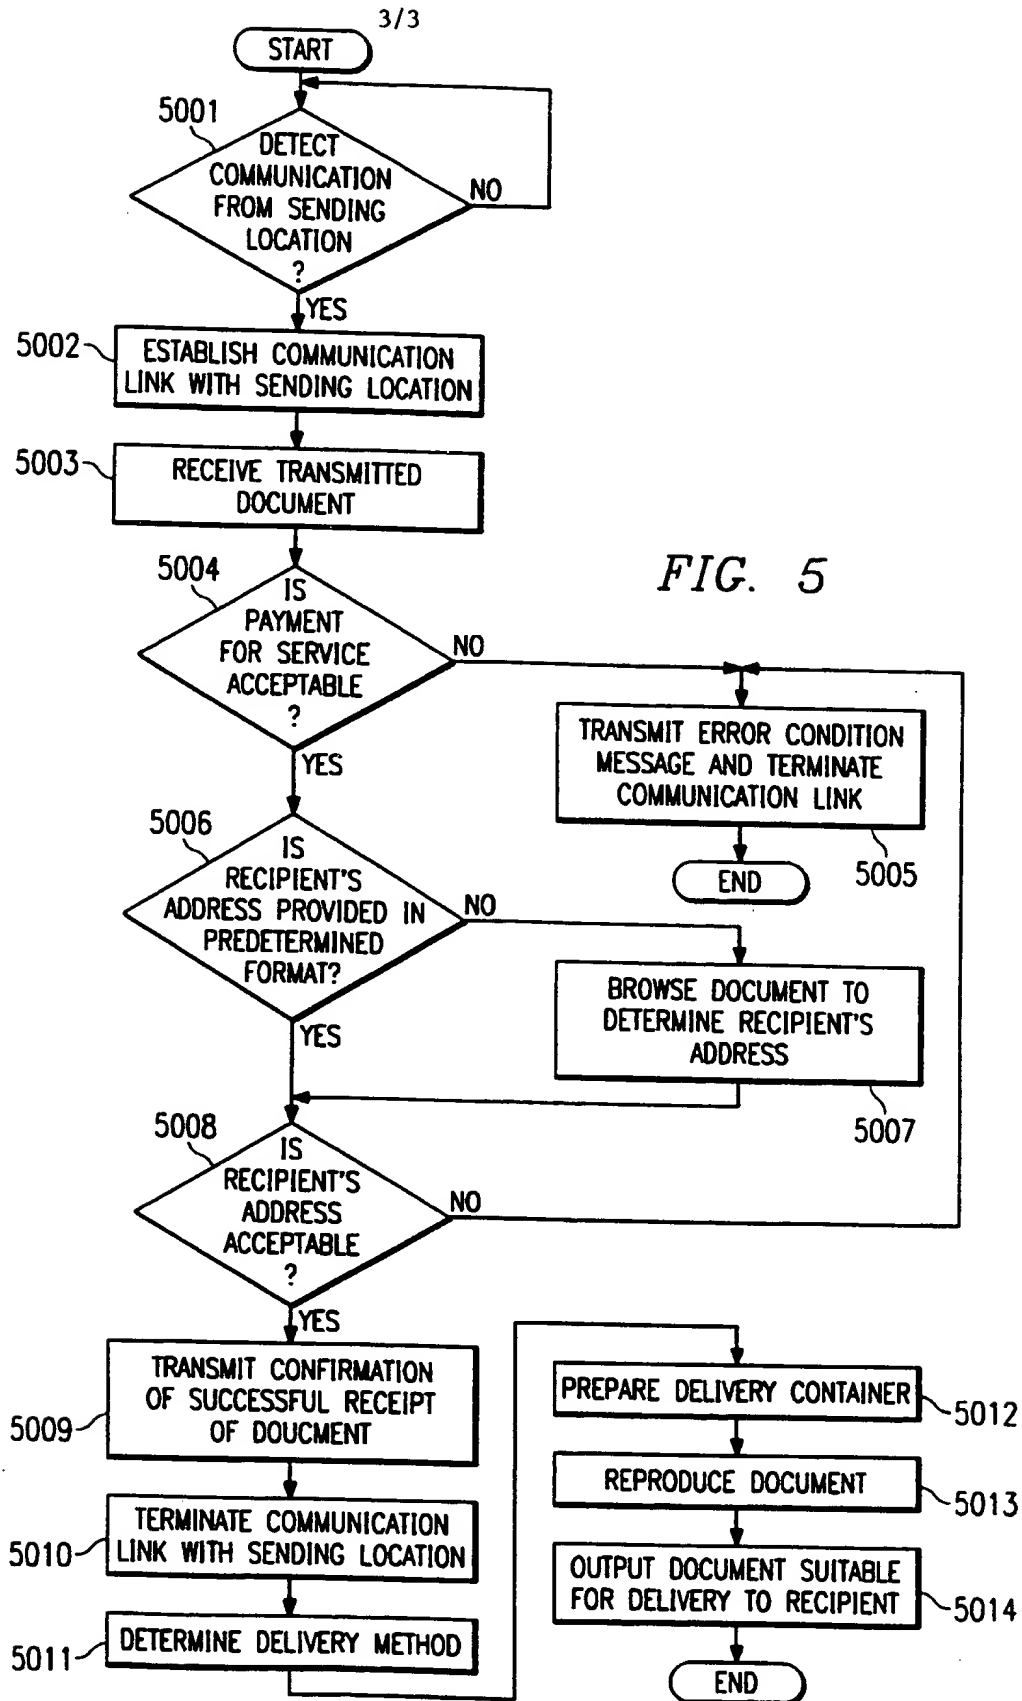 3/3
START
5001
DETECT
COMMUNICATION
FROM SENDING
LOCATION
?
NO
YES
5002
ESTABLISH COMMUNICATION
LINK WITH SENDING LOCATION
5003
RECEIVE TRANSMITTED
DOCUMENT
FIG. 5
5004
IS
PAYMENT
FOR SERVICE
ACCEPTABLE
?
NO
YES
TRANSMIT ERROR CONDITION
MESSAGE AND TERMINATE
COMMUNICATION LINK
5005
END
5006
IS
RECIPIENT'S
ADDRESS PROVIDED IN
PREDETERMINED
FORMAT?
NO
YES
BROWSE DOCUMENT TO
DETERMINE RECIPIENT'S
ADDRESS
5007
5008
IS
RECIPIENT'S
ADDRESS
ACCEPTABLE
?
NO
YES
5009
TRANSMIT CONFIRMATION
OF SUCCESSFUL RECEIPT
OF DOUCMENT
5010
TERMINATE COMMUNICATION
LINK WITH SENDING LOCATION
5011
DETERMINE DELIVERY METHOD
PREPARE DELIVERY CONTAINER
5012
REPRODUCE DOCUMENT
5013
OUTPUT DOCUMENT SUITABLE
FOR DELIVERY TO RECIPIENT
5014
END